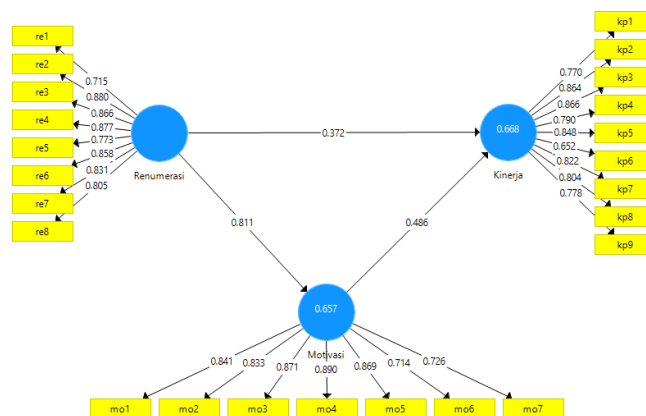 re1
re2
re3
re4
re5
re6
re7
re8
0.715
0.880
0.866
0.877
0.773
0.858
0.831
0.805
Renumerasi
0.372
0.668
Kinerja
0.770
0.864
0.866
0.790
0.848
0.652
0.822
0.804
0.778
kp1
kp2
kp3
kp4
kp5
kp6
kp7
kp8
kp9
0.811
0.486
0.657
Motivasi
0.841
0.833
0.871
0.890
0.869
0.714
0.726
mo1
mo2
mo3
mo4
mo5
mo6
mo7